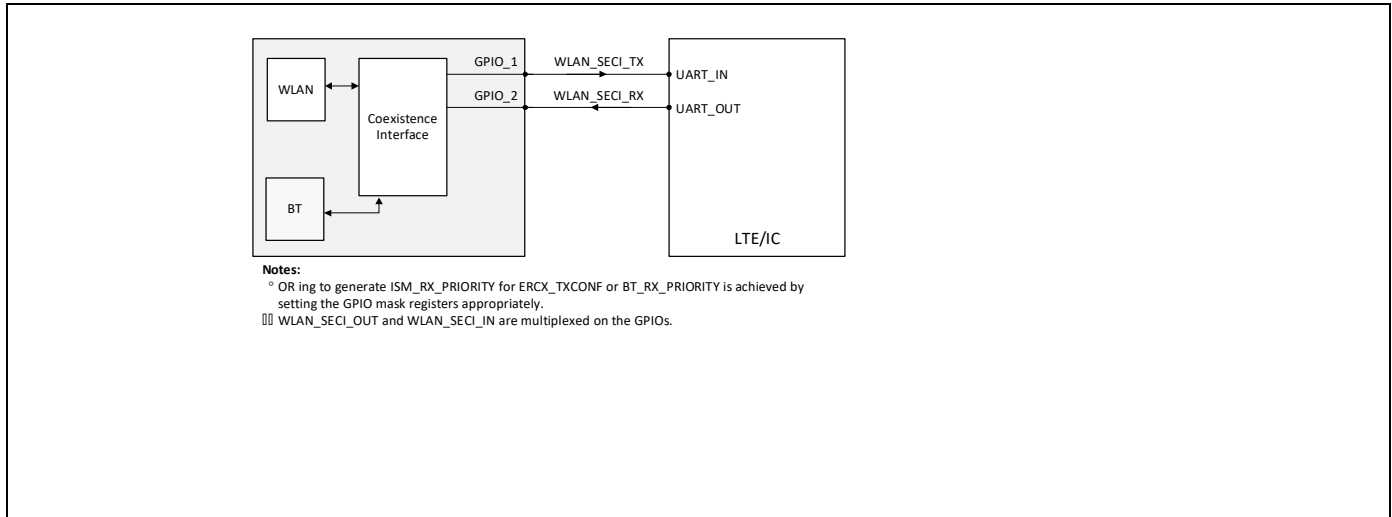 GPIO_1 WLAN_SECI_TX
UART_IN
WLAN
GPIO_2 WLAN_SECI_RX
UART_OUT
Coexistence
Interface
BT
LTE/IC
Notes:
° OR ing to generate ISM_RX_PRIORITY for ERCX_TXCONF or BT_RX_PRIORITY is achieved by
setting the GPIO mask registers appropriately.
WLAN_SECI_OUT and WLAN_SECI_IN are multiplexed on the GPIOs.